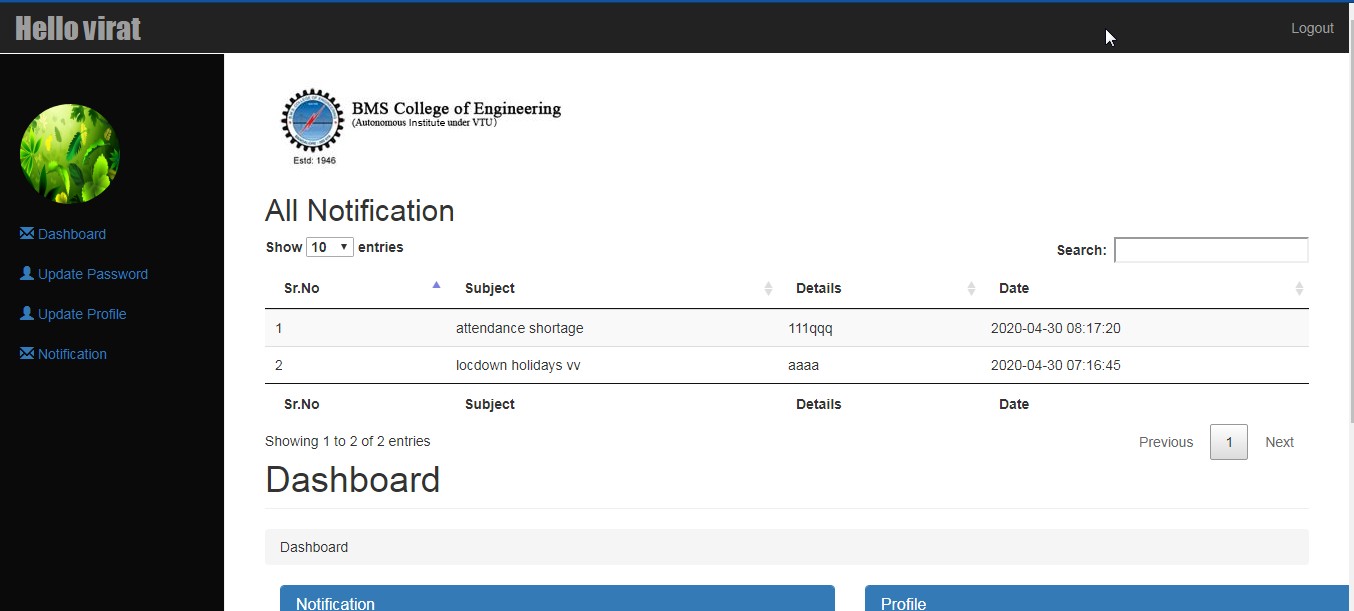 Hello virat
Logout
BMS College of Engineering
(Autonomous Institute under VTU)
Estd: 1946
Dashboard
Update Password
Update Profile
Notification
All Notification
Show 10 entries
Search:
Sr.No Subject Details Date
1 attendance shortage 111qqq 2020-04-30 08:17:20
2 locdown holidays vv aaaa 2020-04-30 07:16:45
Sr.No Subject Details Date
Showing 1 to 2 of 2 entries
Previous 1 Next
Dashboard
Dashboard
Notification Profile